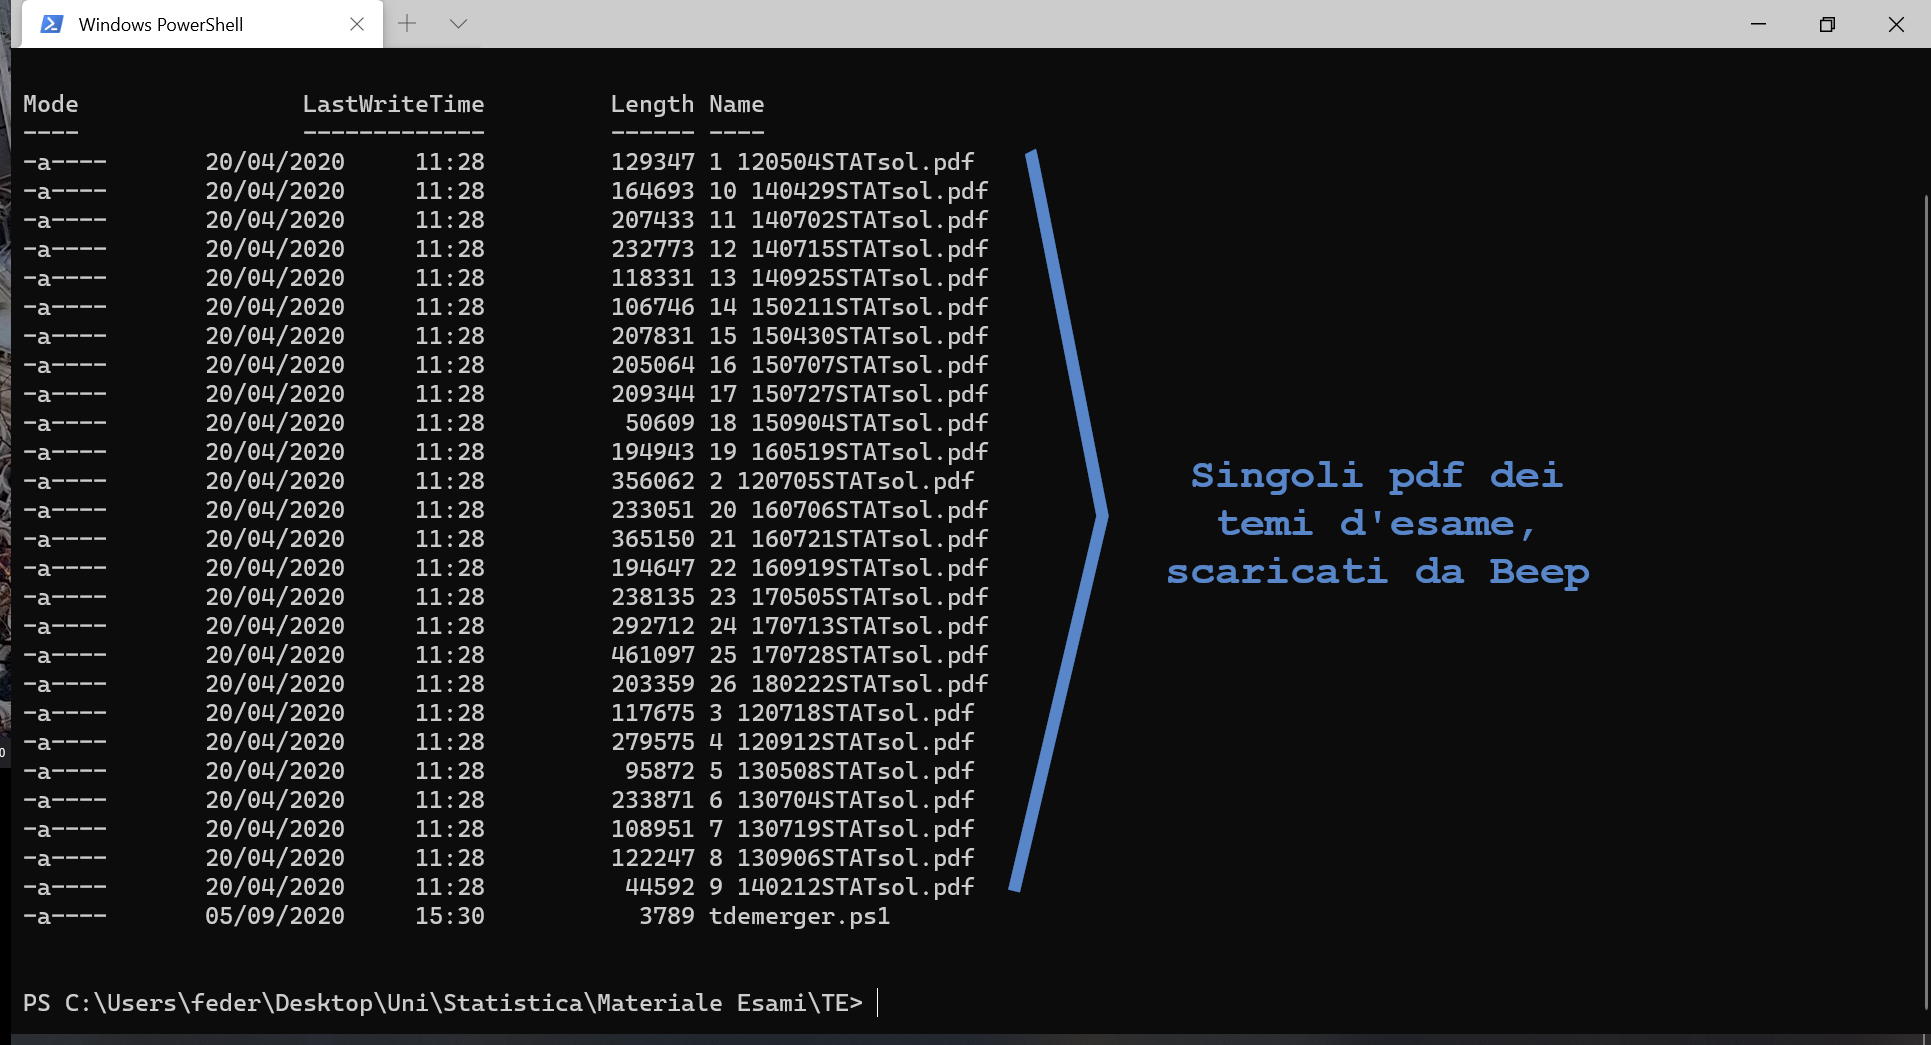 Windows PowerShell
Mode LastWriteTime Length Name
---- ------------- ------ ----
-a---- 20/04/2020 11:28 129347 1 120504STATsol.pdf
-a---- 20/04/2020 11:28 164693 10 140429STATsol.pdf
-a---- 20/04/2020 11:28 207433 11 140702STATsol.pdf
-a---- 20/04/2020 11:28 232773 12 140715STATsol.pdf
-a---- 20/04/2020 11:28 118331 13 140925STATsol.pdf
-a---- 20/04/2020 11:28 106746 14 150211STATsol.pdf
-a---- 20/04/2020 11:28 207831 15 150430STATsol.pdf
-a---- 20/04/2020 11:28 205064 16 150707STATsol.pdf
-a---- 20/04/2020 11:28 209344 17 150727STATsol.pdf
-a---- 20/04/2020 11:28 50609 18 150904STATsol.pdf
-a---- 20/04/2020 11:28 194943 19 160519STATsol.pdf
-a---- 20/04/2020 11:28 356062 2 120705STATsol.pdf
-a---- 20/04/2020 11:28 233051 20 160706STATsol.pdf
-a---- 20/04/2020 11:28 365150 21 160721STATsol.pdf
-a---- 20/04/2020 11:28 194647 22 160919STATsol.pdf
-a---- 20/04/2020 11:28 238135 23 170505STATsol.pdf
-a---- 20/04/2020 11:28 292712 24 170713STATsol.pdf
-a---- 20/04/2020 11:28 461097 25 170728STATsol.pdf
-a---- 20/04/2020 11:28 203359 26 180222STATsol.pdf
-a---- 20/04/2020 11:28 117675 3 120718STATsol.pdf
-a---- 20/04/2020 11:28 279575 4 120912STATsol.pdf
-a---- 20/04/2020 11:28 95872 5 130508STATsol.pdf
-a---- 20/04/2020 11:28 233871 6 130704STATsol.pdf
-a---- 20/04/2020 11:28 108951 7 130719STATsol.pdf
-a---- 20/04/2020 11:28 122247 8 130906STATsol.pdf
-a---- 20/04/2020 11:28 44592 9 140212STATsol.pdf
-a---- 05/09/2020 15:30 3789 tdemerger.ps1
PS C:\Users\feder\Desktop\Uni\Statistica\Materiale Esami\TE>
Singoli pdf dei
temi d'esame,
scaricati da Beep
0